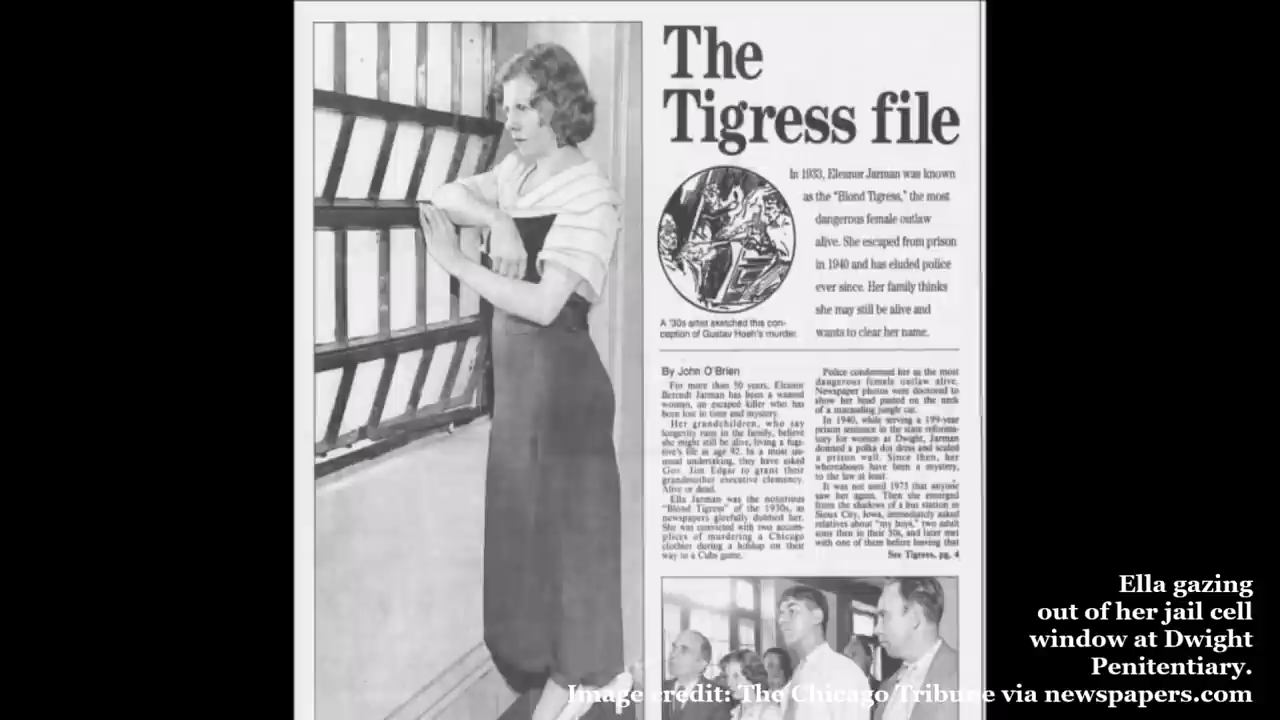 The
Tigress file
In 1933, Eleanor Jarman was known
as the "Blond Tigress," the most
dangerous female outlaw
alive. She escaped from prison
in 1940 and has eluded police
ever since. Her family thinks
she may still be alive and
wants to clear her name.
A '30s artist sketched this con-
ception of Gustav Hoeh's murder.
By John O'Brien
For more than 50 years, Eleanor
Berendt Jarman has been a wanted
woman, an escaped killer who has
been lost in time and mystery.
Her grandchildren, who say
longevity runs in the family, believe
she might still be alive, living a fugi-
tive's life at age 92. In a most un-
usual undertaking, they have asked
Gov. Jim Edgar to grant their
grandmother executive clemency.
Alive or dead.
Ella Jarman was the notorious
"Blond Tigress" of the 1930s, as
newspapers gleefully dubbed her.
She was convicted with two accom-
plices of murdering a Chicago
clothier during a holdup on their
way to a Cubs game.
Police condemned her as the most
dangerous female outlaw alive.
Newspaper photos were doctored to
show her head pasted on the neck
of a marauding jungle cat.
In 1940, while serving a 199-year
prison sentence in the state reforma-
tory for women at Dwight, Jarman
donned a polka dot dress and scaled
a prison wall. Since then, her
whereabouts have been a mystery,
to the law at least.
It was not until 1975 that anyone
saw her again. Then she emerged
from the shadows of a bus station in
Sioux City, Iowa, immediately asked
relatives about "my boys," two adult
sons then in their 50s, and later met
with one of them before leaving that
See Tigress, pg. 4
Ella gazing
out of her jail cell
window at Dwight
Penitentiary.
Image credit: The Chicago Tribune via newspapers.com